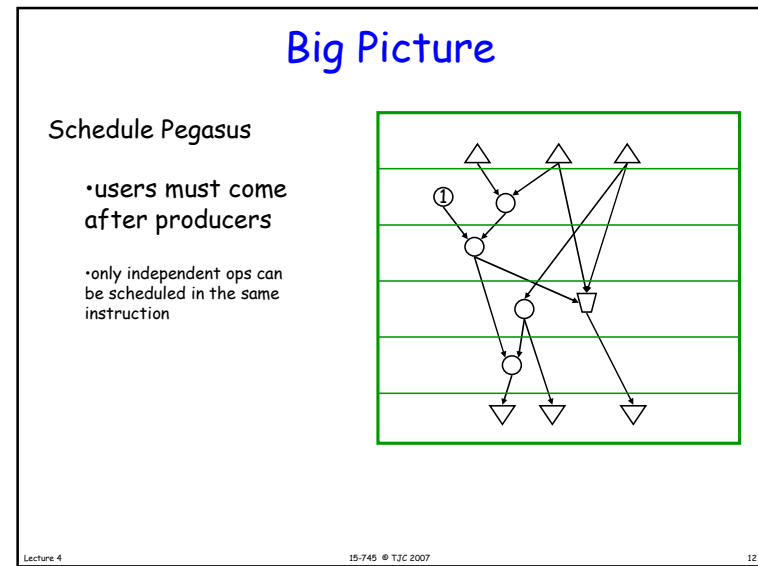 Big Picture
Schedule Pegasus
•users must come
after producers
•only independent ops can
be scheduled in the same
instruction
1
Lecture 4
15-745 © TJC 2007
12